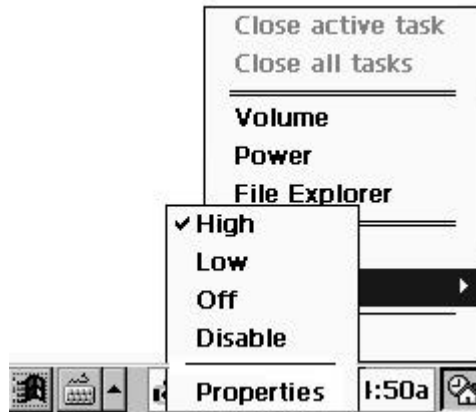 Close active task
Close all tasks
Volume
Power
File Explorer
High
Low
Off
Disable
Properties
:50a